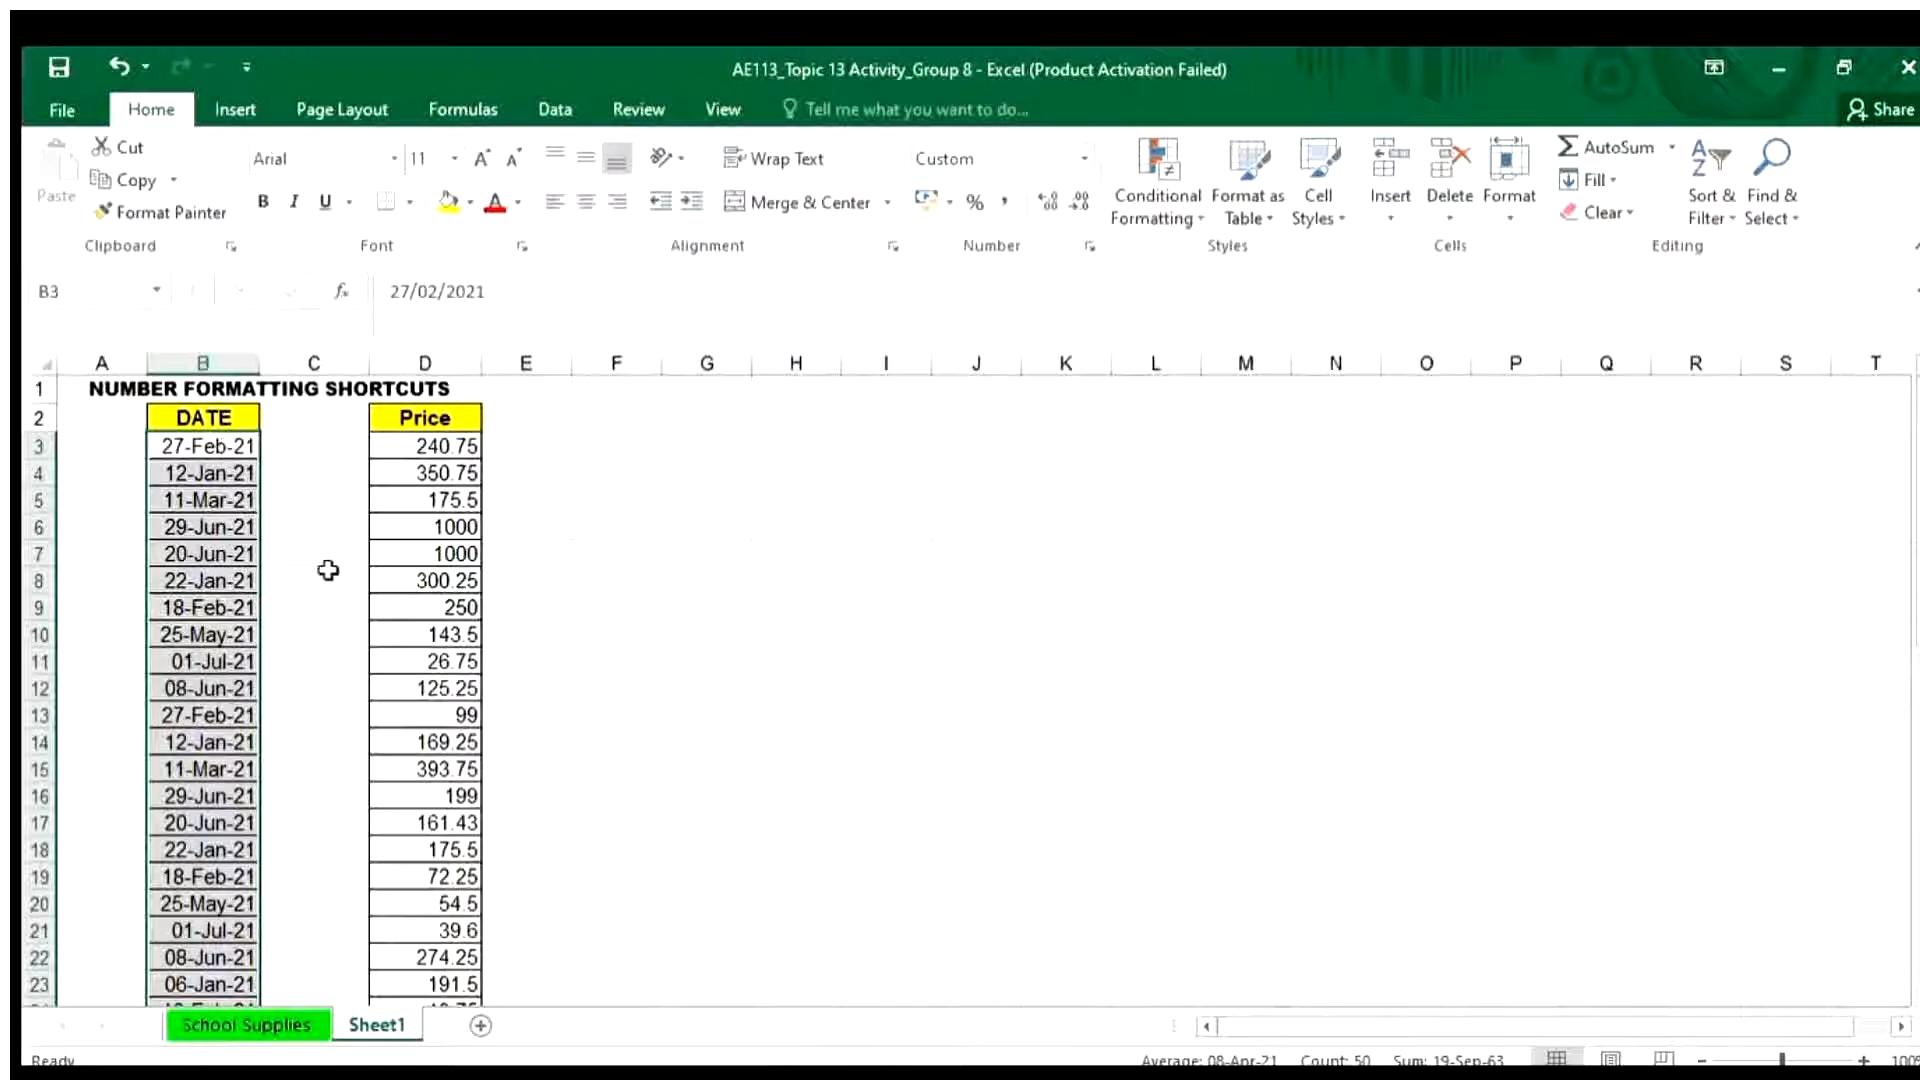 AE113_Topic 13 Activity_Group 8 - Excel (Product Activation Failed)
File Home Insert Page Layout Formulas Data Review View Tell me what you want to do... Share
Cut
Copy
Format Painter
Paste
Clipboard
Arial 11
B I U A
Font
Wrap Text
Merge & Center
Alignment
Custom
% ,
Number
Conditional Formatting
Format as Table
Cell Styles
Styles
Insert Delete Format
Cells
AutoSum
Fill
Clear
Sort & Filter
Find & Select
Editing
B3 fx 27/02/2021
A B C D E F G H I J K L M N O P Q R S T
1 NUMBER FORMATTING SHORTCUTS
2 DATE Price
3 27-Feb-21 240.75
4 12-Jan-21 350.75
5 11-Mar-21 175.5
6 29-Jun-21 1000
7 20-Jun-21 1000
8 22-Jan-21 300.25
9 18-Feb-21 250
10 25-May-21 143.5
11 01-Jul-21 26.75
12 08-Jun-21 125.25
13 27-Feb-21 99
14 12-Jan-21 169.25
15 11-Mar-21 393.75
16 29-Jun-21 199
17 20-Jun-21 161.43
18 22-Jan-21 175.5
19 18-Feb-21 72.25
20 25-May-21 54.5
21 01-Jul-21 39.6
22 08-Jun-21 274.25
23 06-Jan-21 191.5
School Supplies Sheet1
Ready Average: 08-Apr-21 Count: 50 Sum: 19-Sep-63 100%